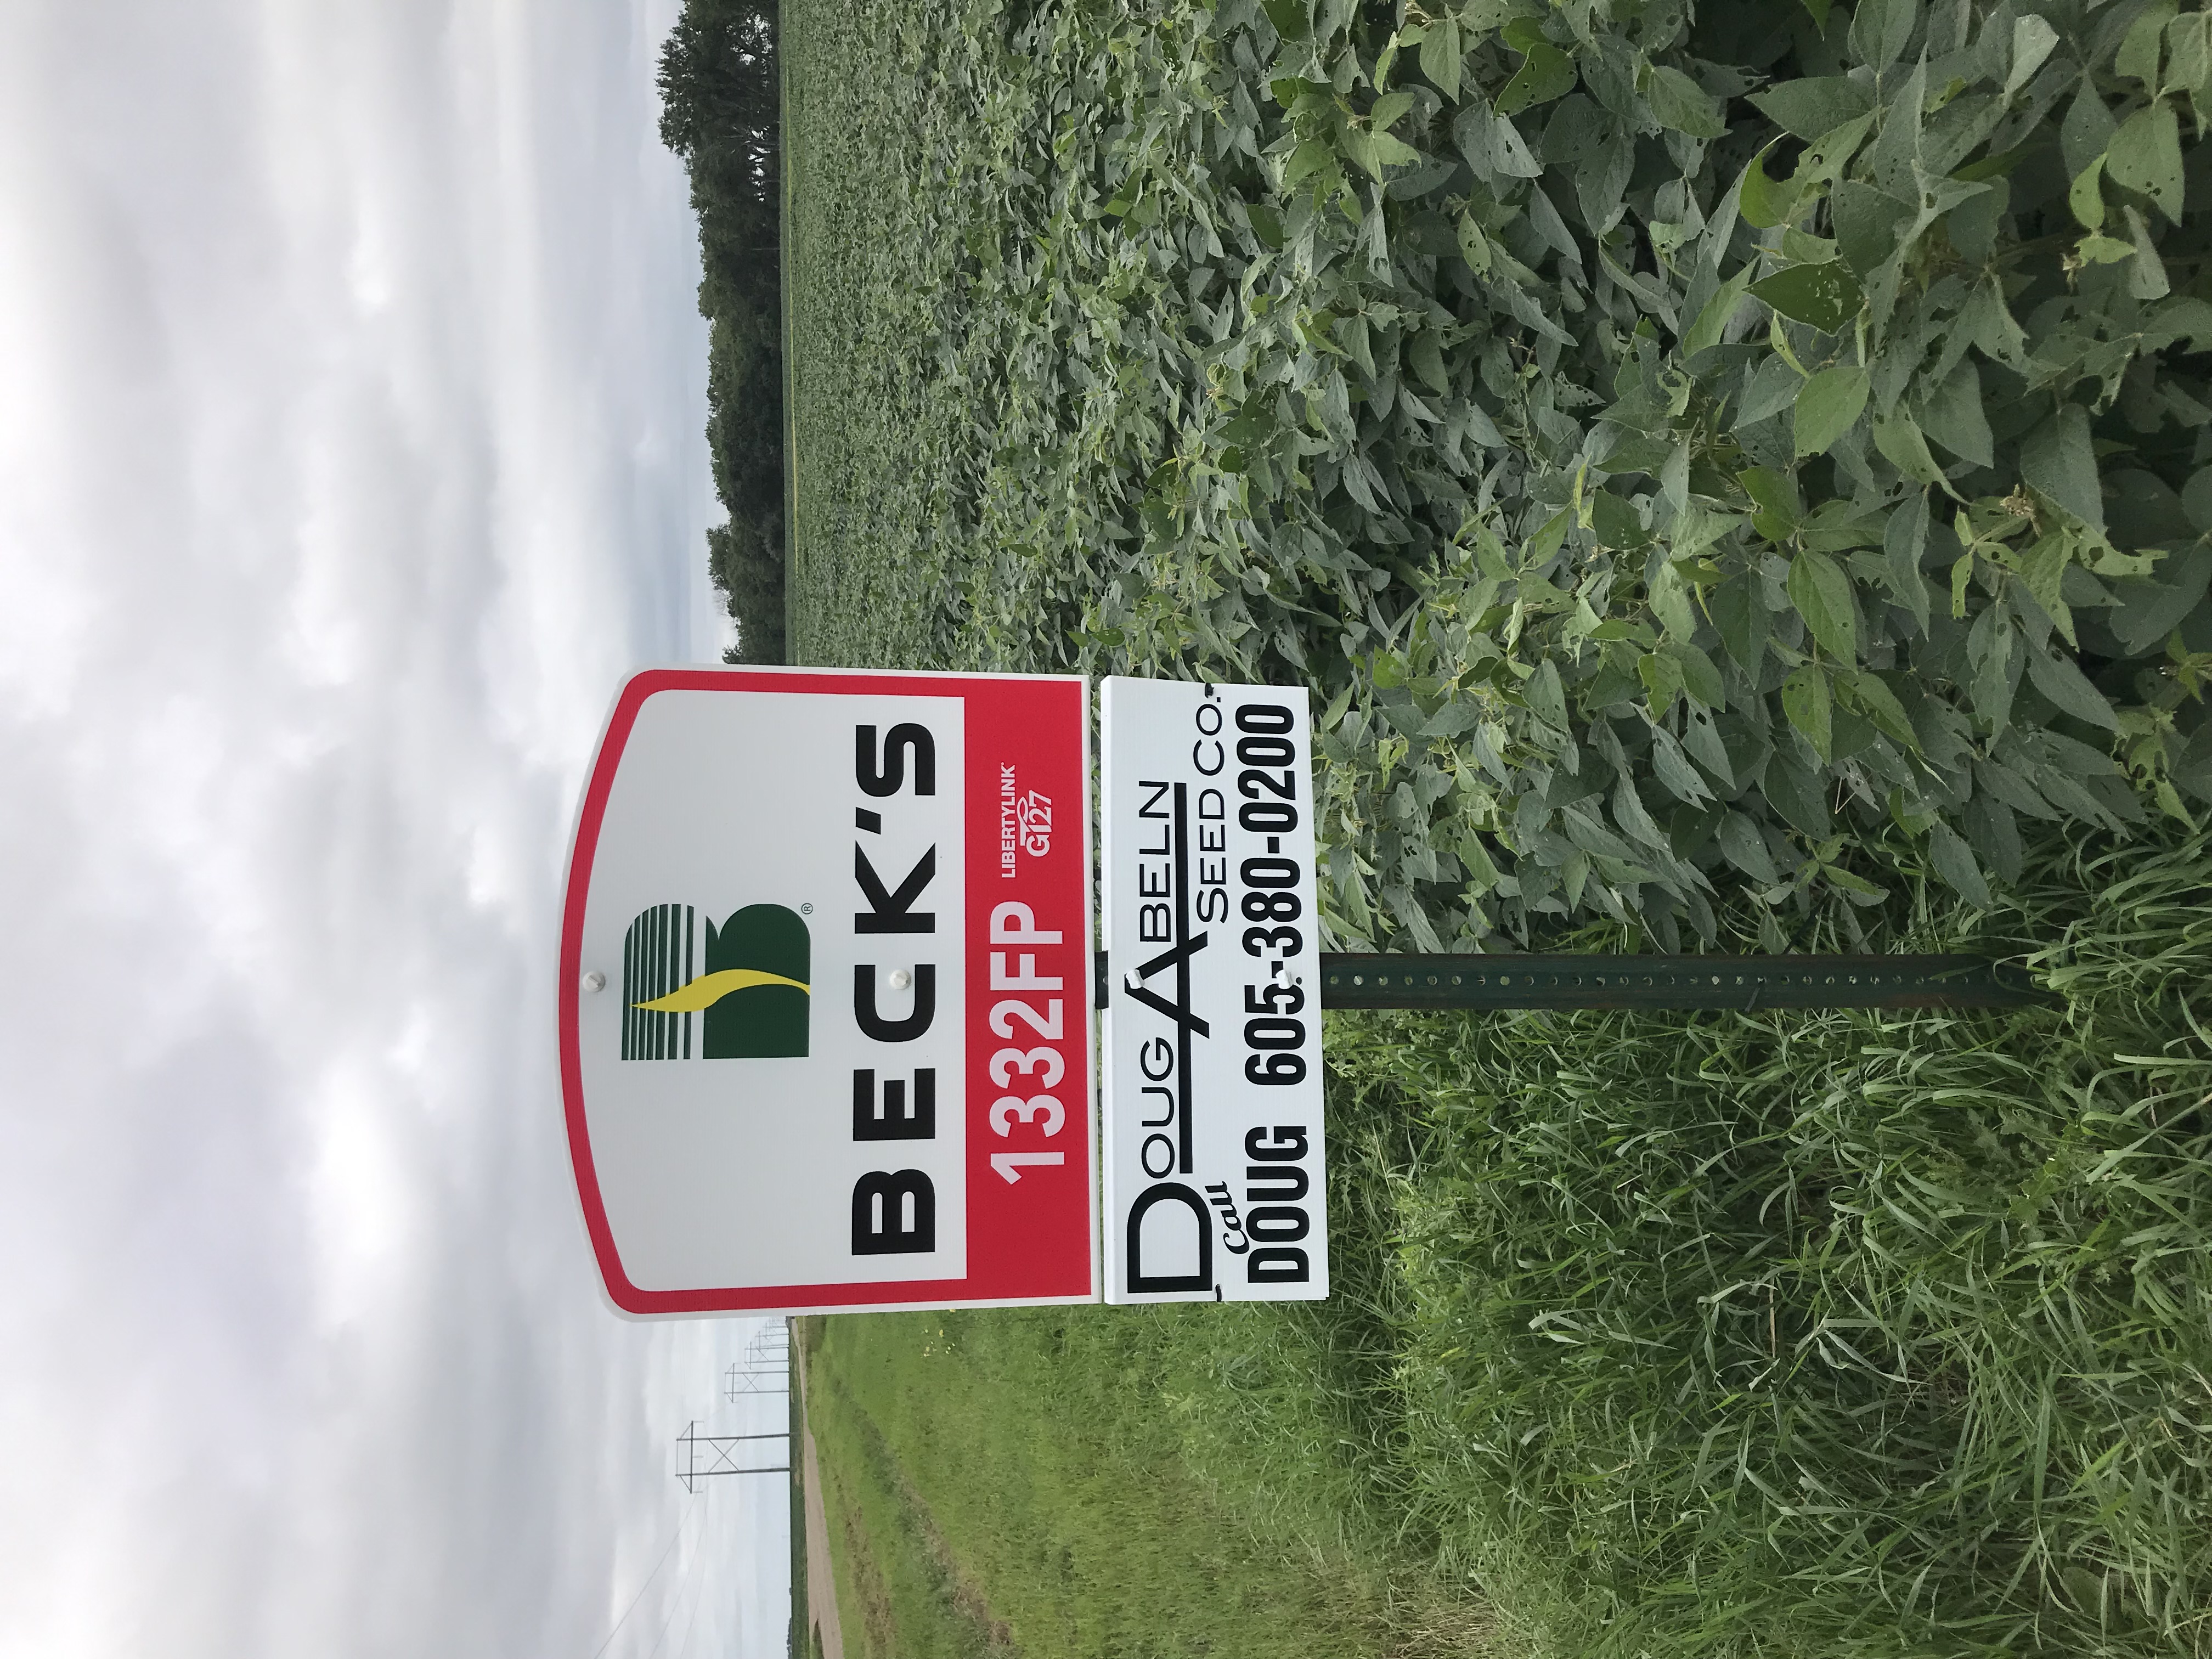 B®
BECK'S
1332FP LIBERTYLINK
GT27
DOUG ABELN
SEED CO.
Call
DOUG 605-380-0200